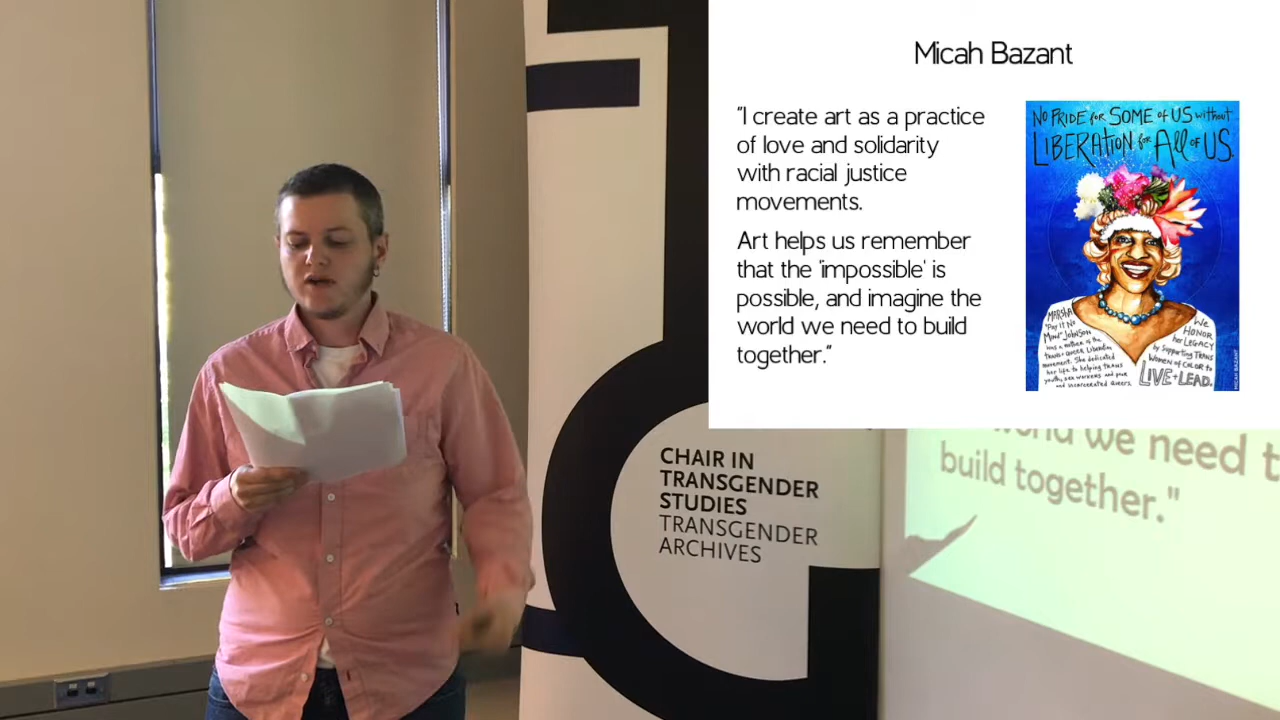 Micah Bazant
"I create art as a practice
of love and solidarity
with racial justice
movements.
Art helps us remember
that the 'impossible' is
possible, and imagine the
world we need to build
together."
NO PRIDE for SOME of US without
LIBERATION for All of US.
MARSHA
"Pay It No
Mind" JOHNSON
was a mother of the
trans + Queer Liberation
movement. She dedicated
her life to helping trans
youth, sex workers and poor
and incarcerated Queers.
We
HONOR
her LEGACY
by Supporting TRANS
WOMEN of COLOR to
LIVE + LEAD.
MICAH BAZANT
CHAIR IN
TRANSGENDER
STUDIES
TRANSGENDER
ARCHIVES
world we need t
build together."